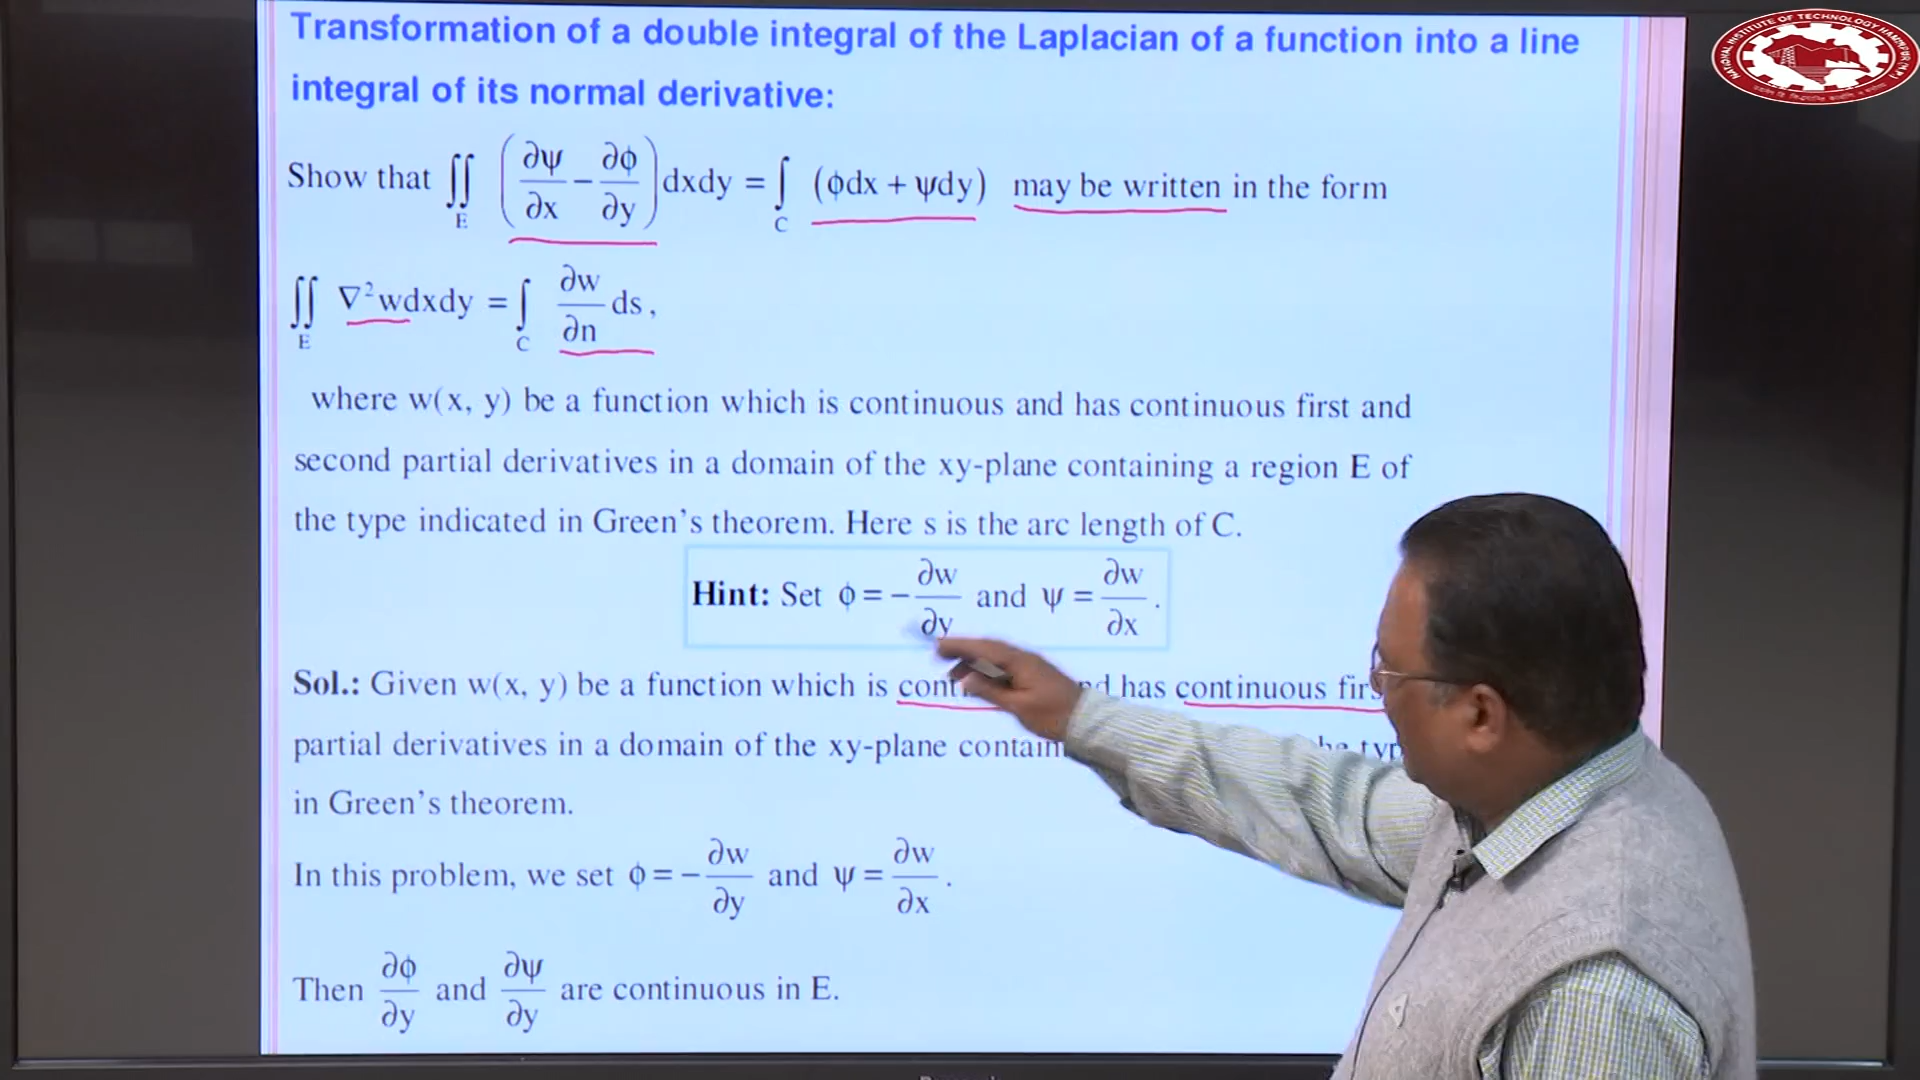 Transformation of a double integral of the Laplacian of a function into a line
integral of its normal derivative:
Show that ∬_E (∂ψ/∂x − ∂ϕ/∂y) dxdy = ∫_C (ϕdx + ψdy) may be written in the form
∬_E ∇²wdxdy = ∫_C ∂w/∂n ds,
where w(x, y) be a function which is continuous and has continuous first and
second partial derivatives in a domain of the xy-plane containing a region E of
the type indicated in Green's theorem. Here s is the arc length of C.
Hint: Set ϕ = −∂w/∂y and ψ = ∂w/∂x.
Sol.: Given w(x, y) be a function which is has continuous
partial derivatives in a domain of the xy-plane
in Green's theorem.
In this problem, we set ϕ = −∂w/∂y and ψ = ∂w/∂x.
Then ∂ϕ/∂y and ∂ψ/∂y are continuous in E.
NATIONAL INSTITUTE OF TECHNOLOGY HAMIRPUR (H.P.)